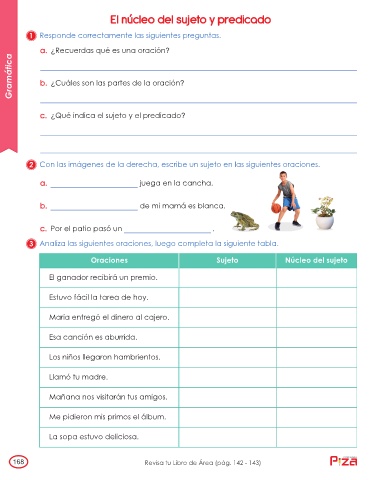 El núcleo del sujeto y predicado
Gramática
1 Responde correctamente las siguientes preguntas.
a. ¿Recuerdas qué es una oración?
b. ¿Cuáles son las partes de la oración?
c. ¿Qué indica el sujeto y el predicado?
2 Con las imágenes de la derecha, escribe un sujeto en las siguientes oraciones.
a. ______________________ juega en la cancha.
b. ______________________ de mi mamá es blanca.
c. Por el patio pasó un ______________________ .
3 Analiza las siguientes oraciones, luego completa la siguiente tabla.
Oraciones Sujeto Núcleo del sujeto
El ganador recibirá un premio.
Estuvo fácil la tarea de hoy.
María entregó el dinero al cajero.
Esa canción es aburrida.
Los niños llegaron hambrientos.
Llamó tu madre.
Mañana nos visitarán tus amigos.
Me pidieron mis primos el álbum.
La sopa estuvo deliciosa.
168 Revisa tu Libro de Área (pág. 142 - 143)